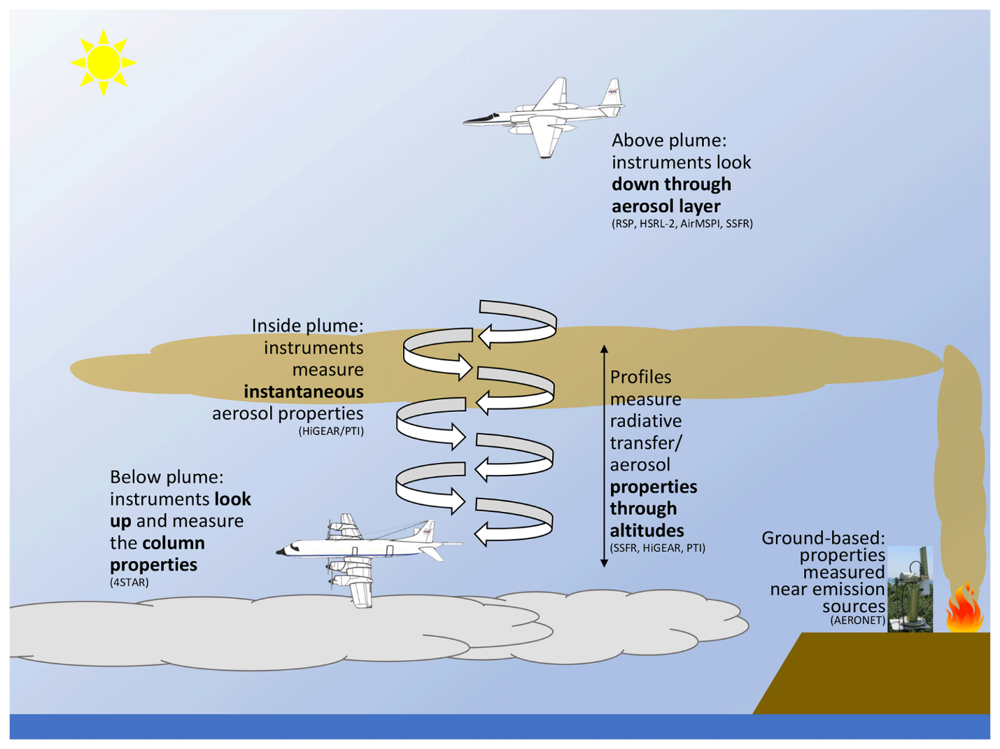 Above plume:
instruments look
down through
aerosol layer
(RSP, HSRL-2, AirMSPI, SSFR)
Inside plume:
instruments
measure
instantaneous
aerosol properties
(HiGEAR/PTI)
Profiles
measure
radiative
transfer/
aerosol
properties
through
altitudes
(SSFR, HiGEAR, PTI)
Below plume:
instruments look
up and measure
the column
properties
(4STAR)
Ground-based:
properties
measured
near emission
sources
(AERONET)